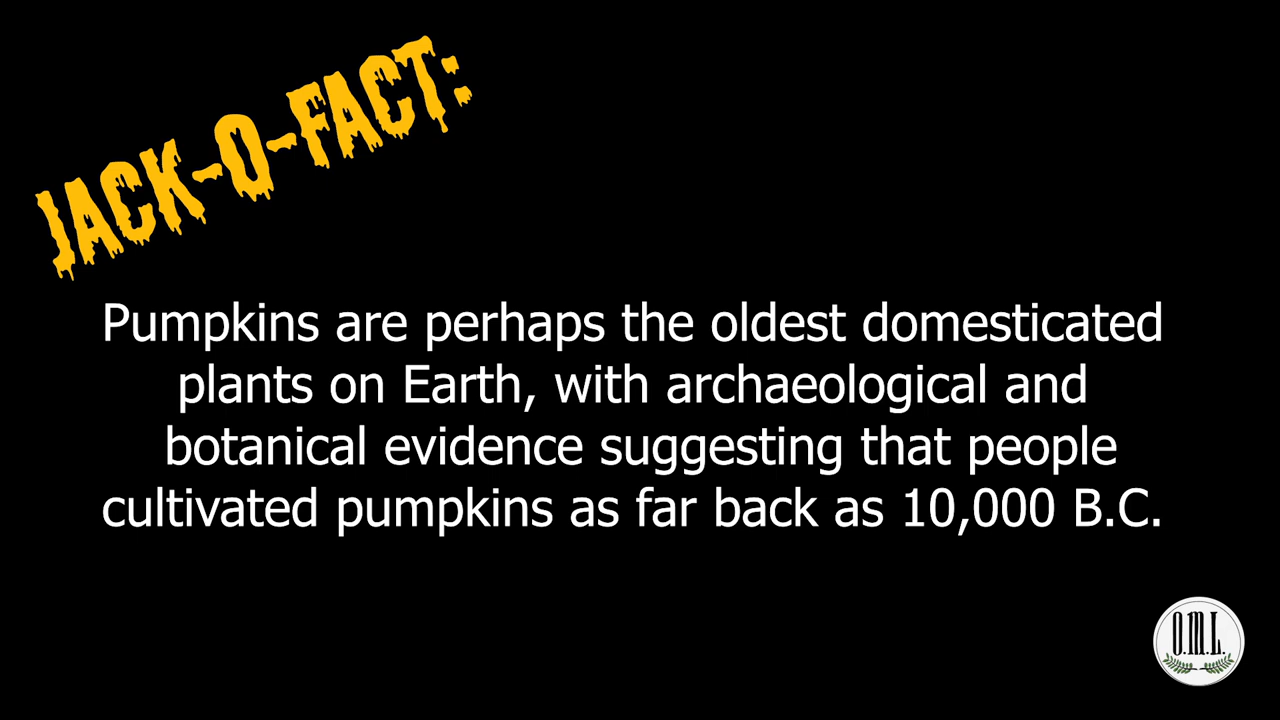 JACK-O-FACT:
Pumpkins are perhaps the oldest domesticated
plants on Earth, with archaeological and
botanical evidence suggesting that people
cultivated pumpkins as far back as 10,000 B.C.
O.M.L.